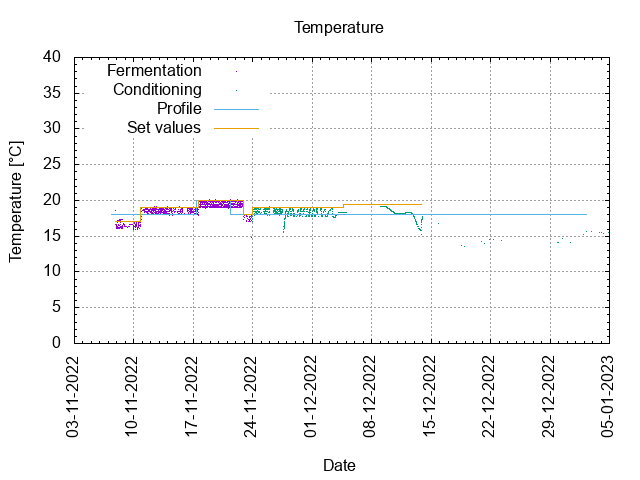 Temperature
40
35
30
25
20
15
10
5
0
Temperature [°C]
Fermentation
Conditioning
Profile
Set values
03-11-2022
10-11-2022
17-11-2022
24-11-2022
01-12-2022
08-12-2022
15-12-2022
22-12-2022
29-12-2022
05-01-2023
Date